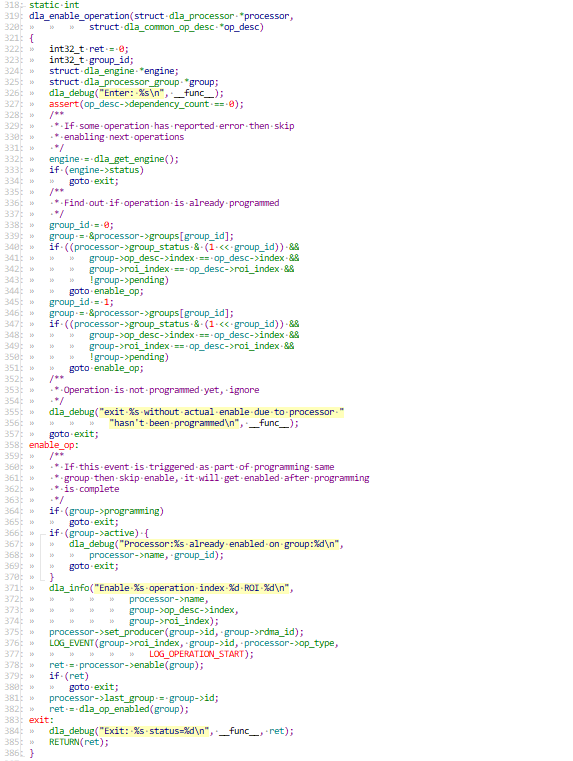 318: static int
319: dla_enable_operation(struct dla_processor *processor,
320: » » » struct dla_common_op_desc *op_desc)
321: {
322: » int32_t ret = 0;
323: » int32_t group_id;
324: » struct dla_engine *engine;
325: » struct dla_processor_group *group;
326: » dla_debug("Enter: %s\n", __func__);
327: » assert(op_desc->dependency_count == 0);
328: » /**
329: » * If some operation has reported error then skip
330: » * enabling next operations
331: » */
332: » engine = dla_get_engine();
333: » if (engine->status)
334: » » goto exit;
335: » /**
336: » * Find out if operation is already programmed
337: » */
338: » group_id = 0;
339: » group = &processor->groups[group_id];
340: » if ((processor->group_status & (1 << group_id)) &&
341: » » » group->op_desc->index == op_desc->index &&
342: » » » group->roi_index == op_desc->roi_index &&
343: » » » !group->pending)
344: » » goto enable_op;
345: » group_id = 1;
346: » group = &processor->groups[group_id];
347: » if ((processor->group_status & (1 << group_id)) &&
348: » » » group->op_desc->index == op_desc->index &&
349: » » » group->roi_index == op_desc->roi_index &&
350: » » » !group->pending)
351: » » goto enable_op;
352: » /**
353: » * Operation is not programmed yet, ignore
354: » */
355: » dla_debug("exit %s without actual enable due to processor "
356: » » » » "hasn't been programmed\n", __func__);
357: » goto exit;
358: enable_op:
359: » /**
360: » * If this event is triggered as part of programming same
361: » * group then skip enable, it will get enabled after programming
362: » * is complete
363: » */
364: » if (group->programming)
365: » » goto exit;
366: » if (group->active) {
367: » » dla_debug("Processor:%s already enabled on group:%d\n",
368: » » » processor->name, group_id);
369: » » goto exit;
370: » }
371: » dla_info("Enable %s operation index %d ROI %d\n",
372: » » » » » processor->name,
373: » » » » » group->op_desc->index,
374: » » » » » group->roi_index);
375: » processor->set_producer(group->id, group->rdma_id);
376: » LOG_EVENT(group->roi_index, group->id, processor->op_type,
377: » » » » » » LOG_OPERATION_START);
378: » ret = processor->enable(group);
379: » if (ret)
380: » » goto exit;
381: » processor->last_group = group->id;
382: » ret = dla_op_enabled(group);
383: exit:
384: » dla_debug("Exit: %s status=%d\n", __func__, ret);
385: » RETURN(ret);
386: }